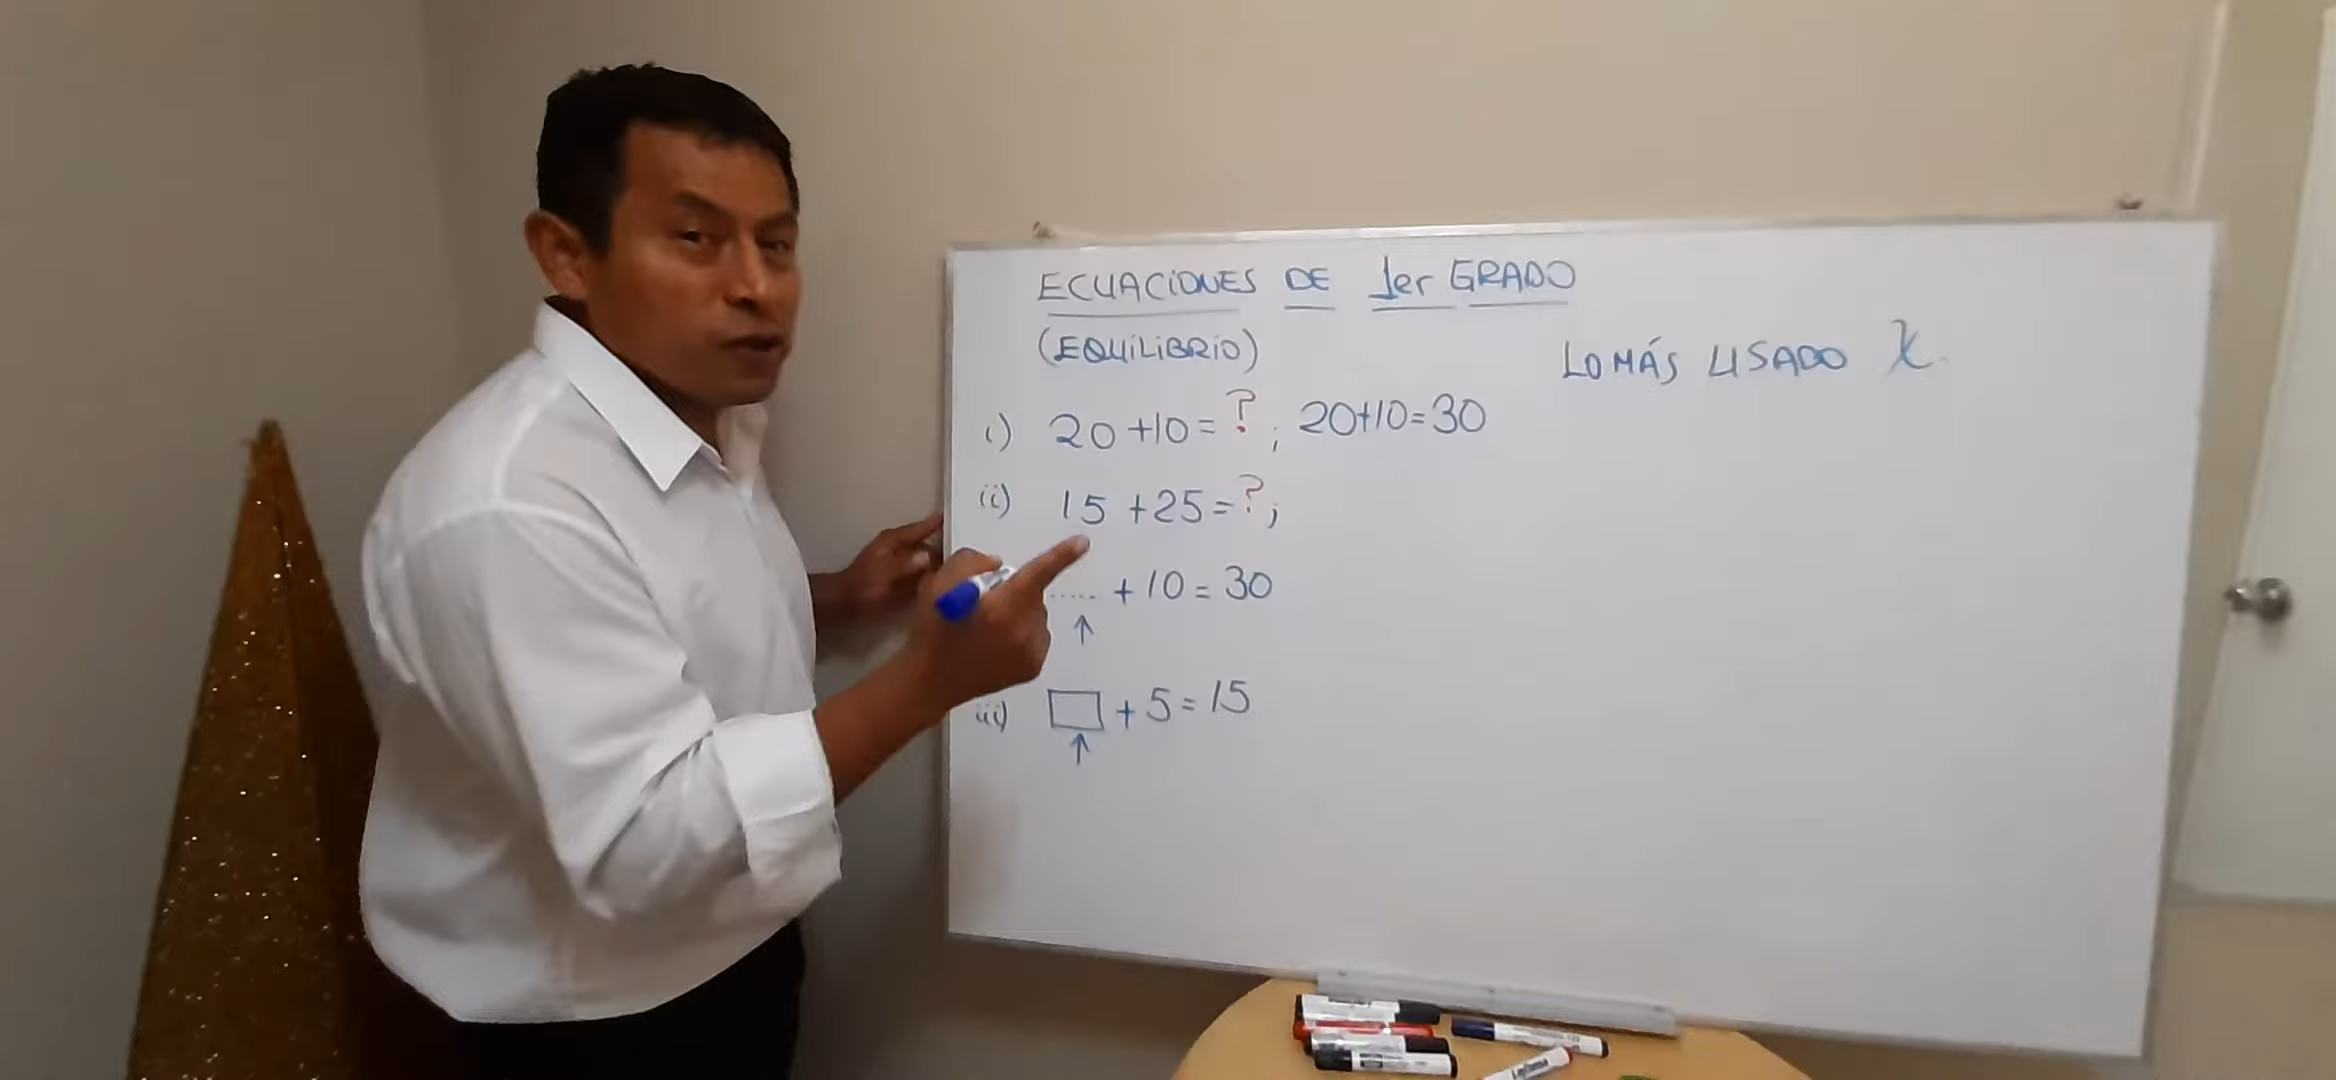 ECUACIONES DE 1er GRADO
(EQUILIBRIO)
LO MÁS USADO X
i) 20 +10 = ? ; 20+10=30
ii) 15 +25 = ? ;
..... + 10 = 30
↑
iii) □ + 5 = 15
↑